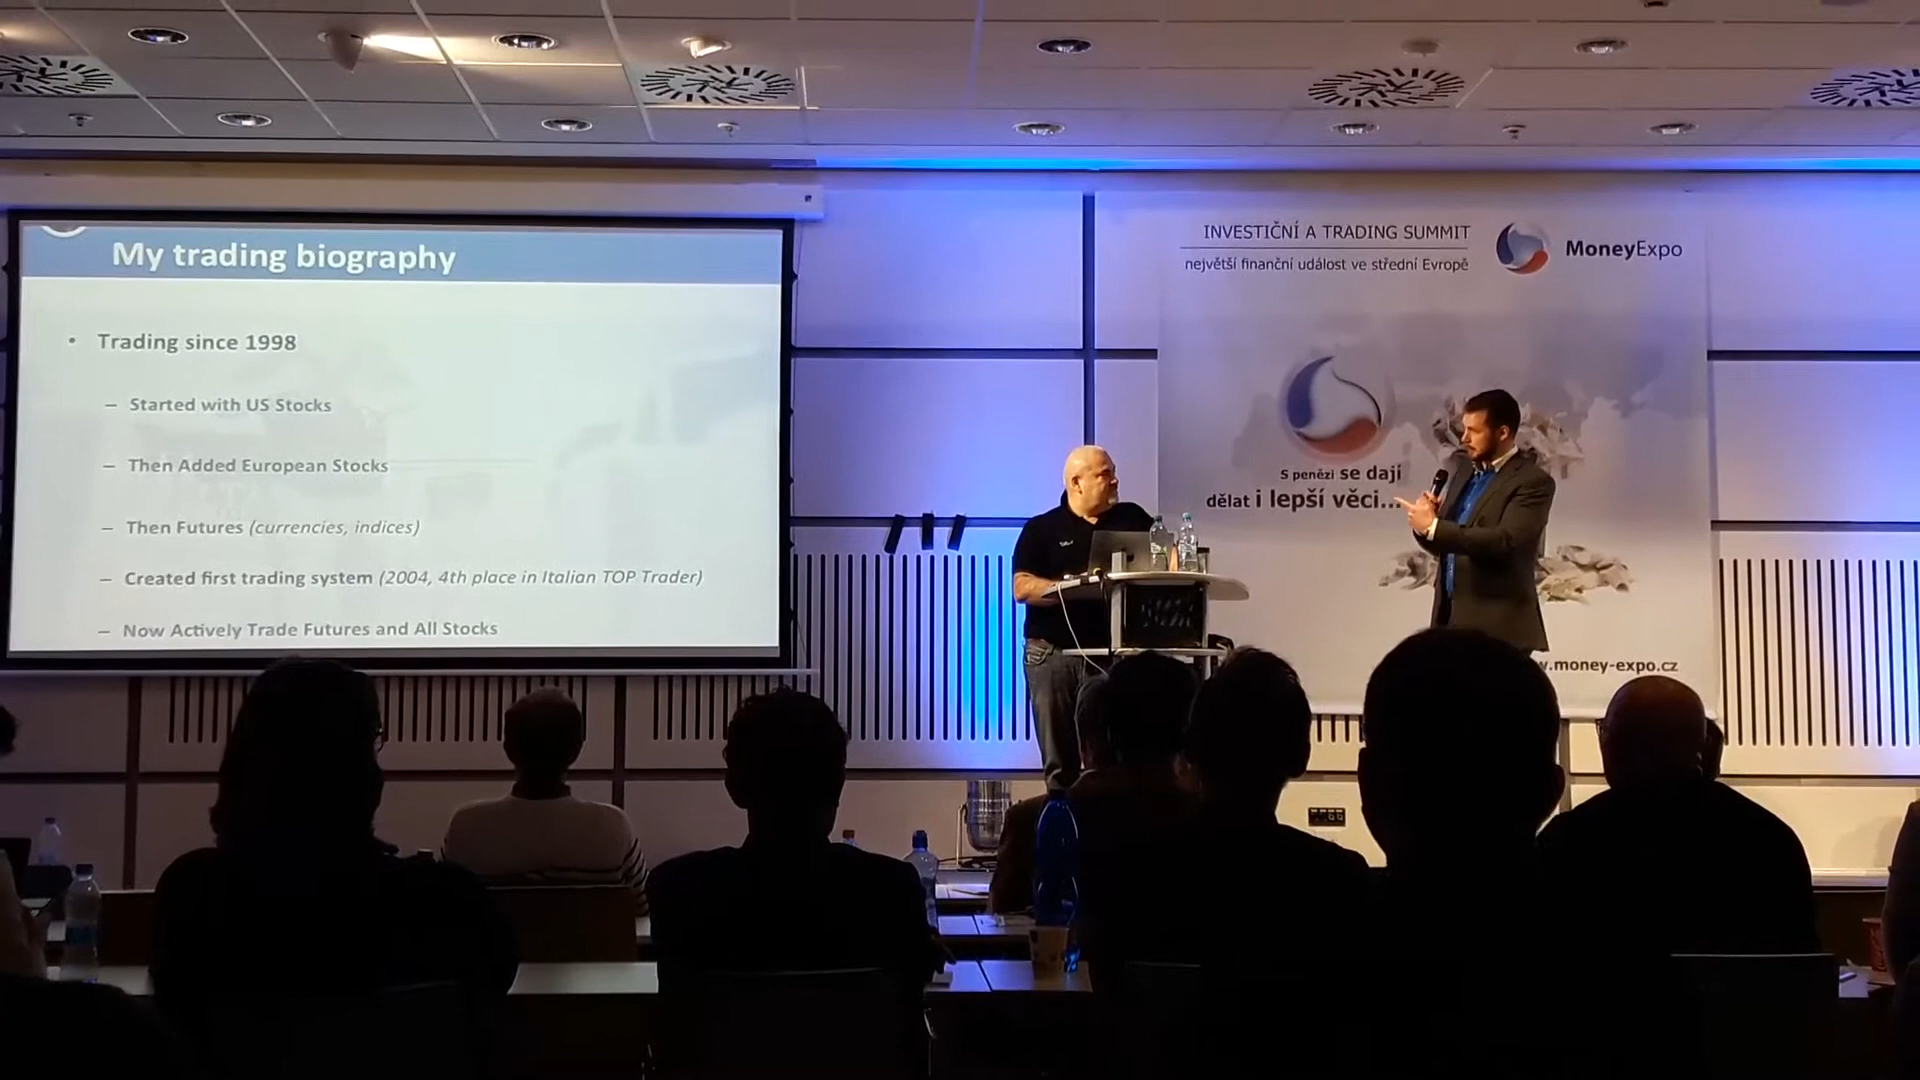 My trading biography
• Trading since 1998
– Started with US Stocks
– Then Added European Stocks
– Then Futures (currencies, indices)
– Created first trading system (2004, 4th place in Italian TOP Trader)
– Now Actively Trade Futures and All Stocks
INVESTIČNÍ A TRADING SUMMIT
největší finanční událost ve střední Evropě
MoneyExpo
S penězi se dají
dělat i lepší věci...
w.money-expo.cz